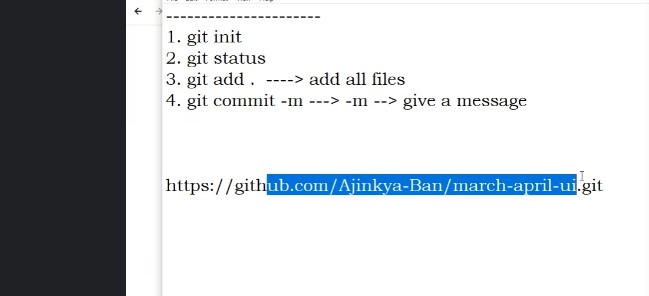 ----------------------
1. git init
2. git status
3. git add .  ----> add all files
4. git commit -m ---> -m --> give a message
https://github.com/Ajinkya-Ban/march-april-ui.git